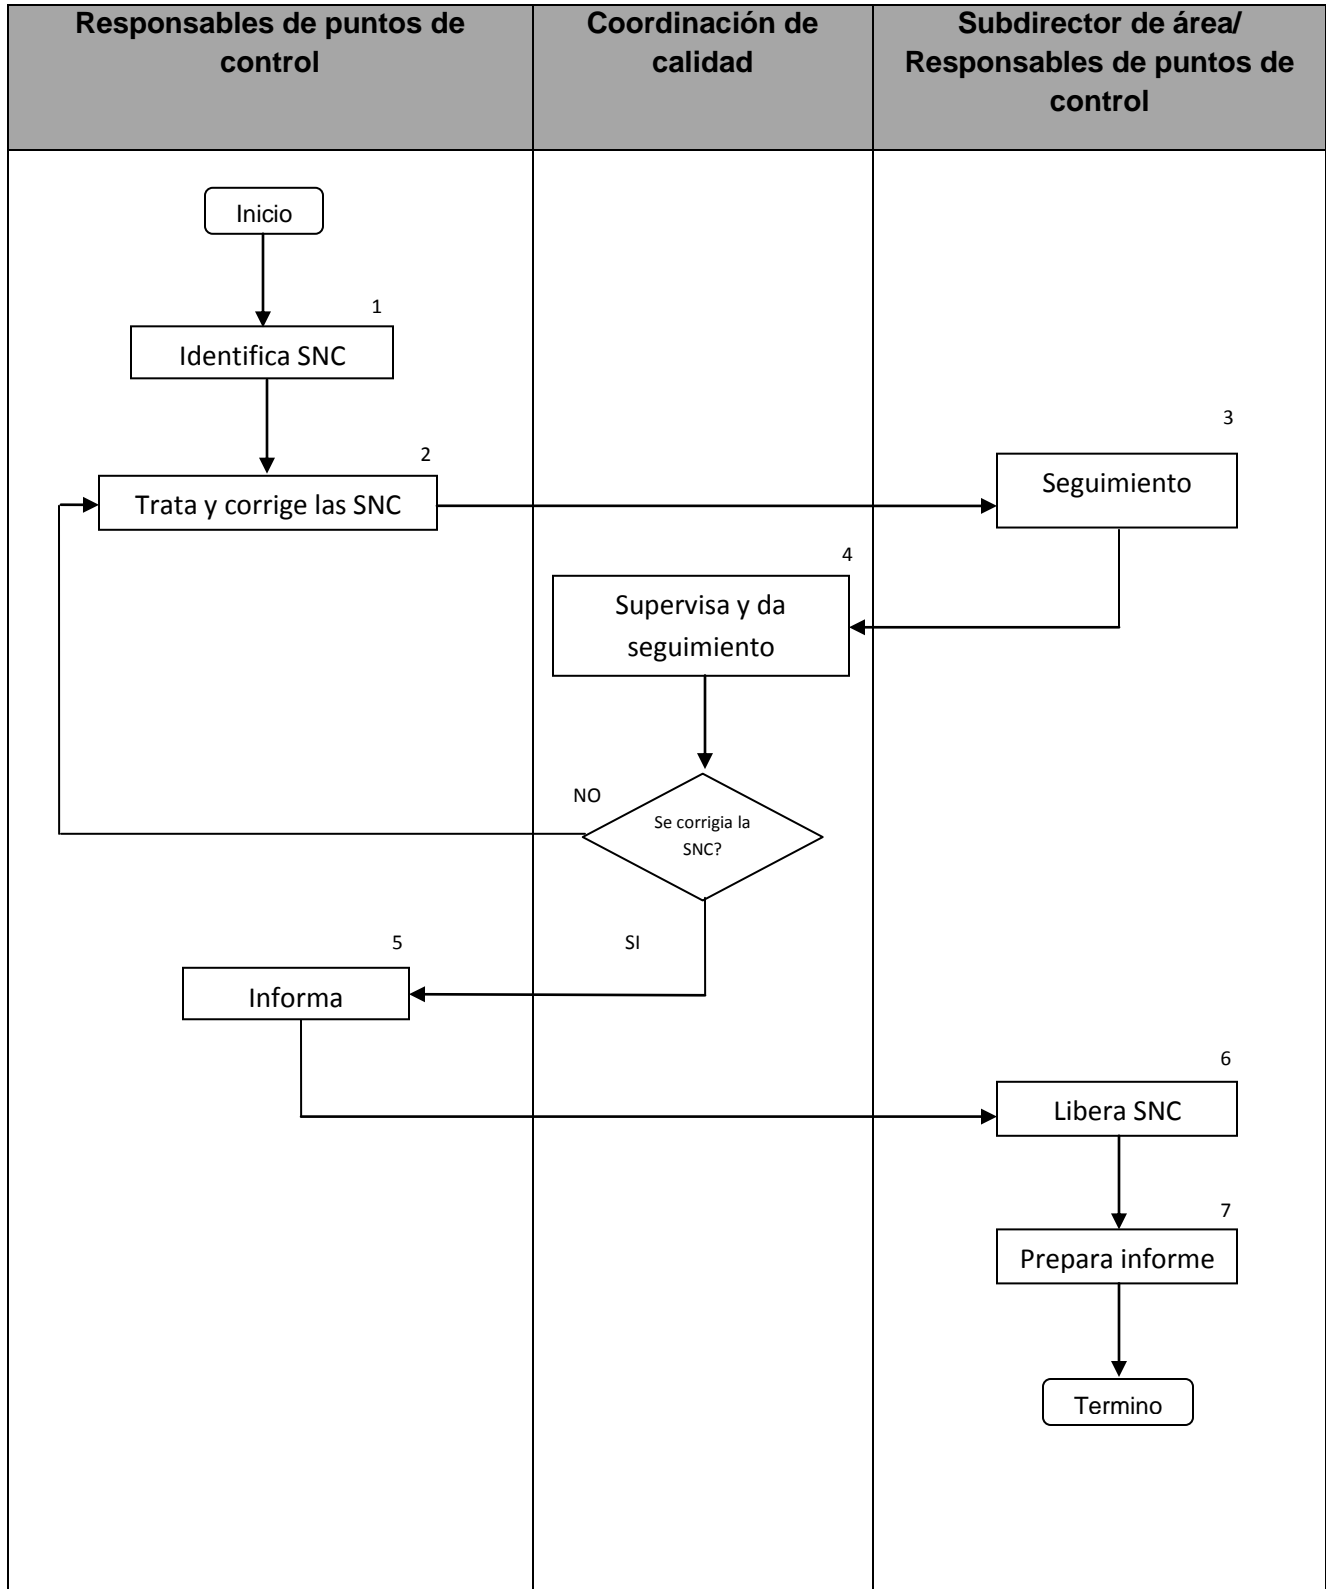 Responsables de puntos de
control
Coordinación de
calidad
Subdirector de área/
Responsables de puntos de
control
Inicio
1
Identifica SNC
2
Trata y corrige las SNC
3
Seguimiento
4
Supervisa y da
seguimiento
NO
Se corrigia la
SNC?
SI
5
Informa
6
Libera SNC
7
Prepara informe
Termino